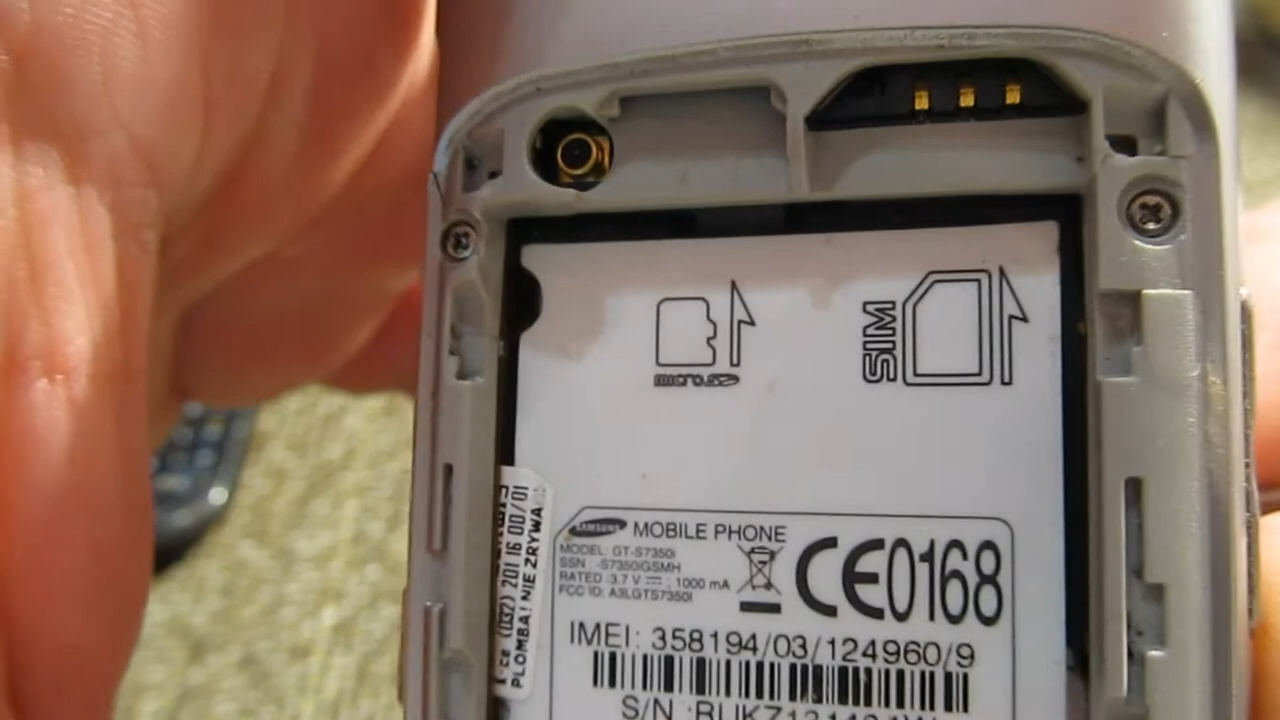 micro SD
SIM
SAMSUNG MOBILE PHONE
MODEL: GT-S7350i
SSN : -S7350IGSMH
RATED : 3.7 V ⎓ ; 1000 mA
FCC ID: A3LGTS7350I
CE0168
IMEI: 358194/03/124960/9
S/N :
(032) 201 16 00/01
PLOMBA! NIE ZRYWAĆ